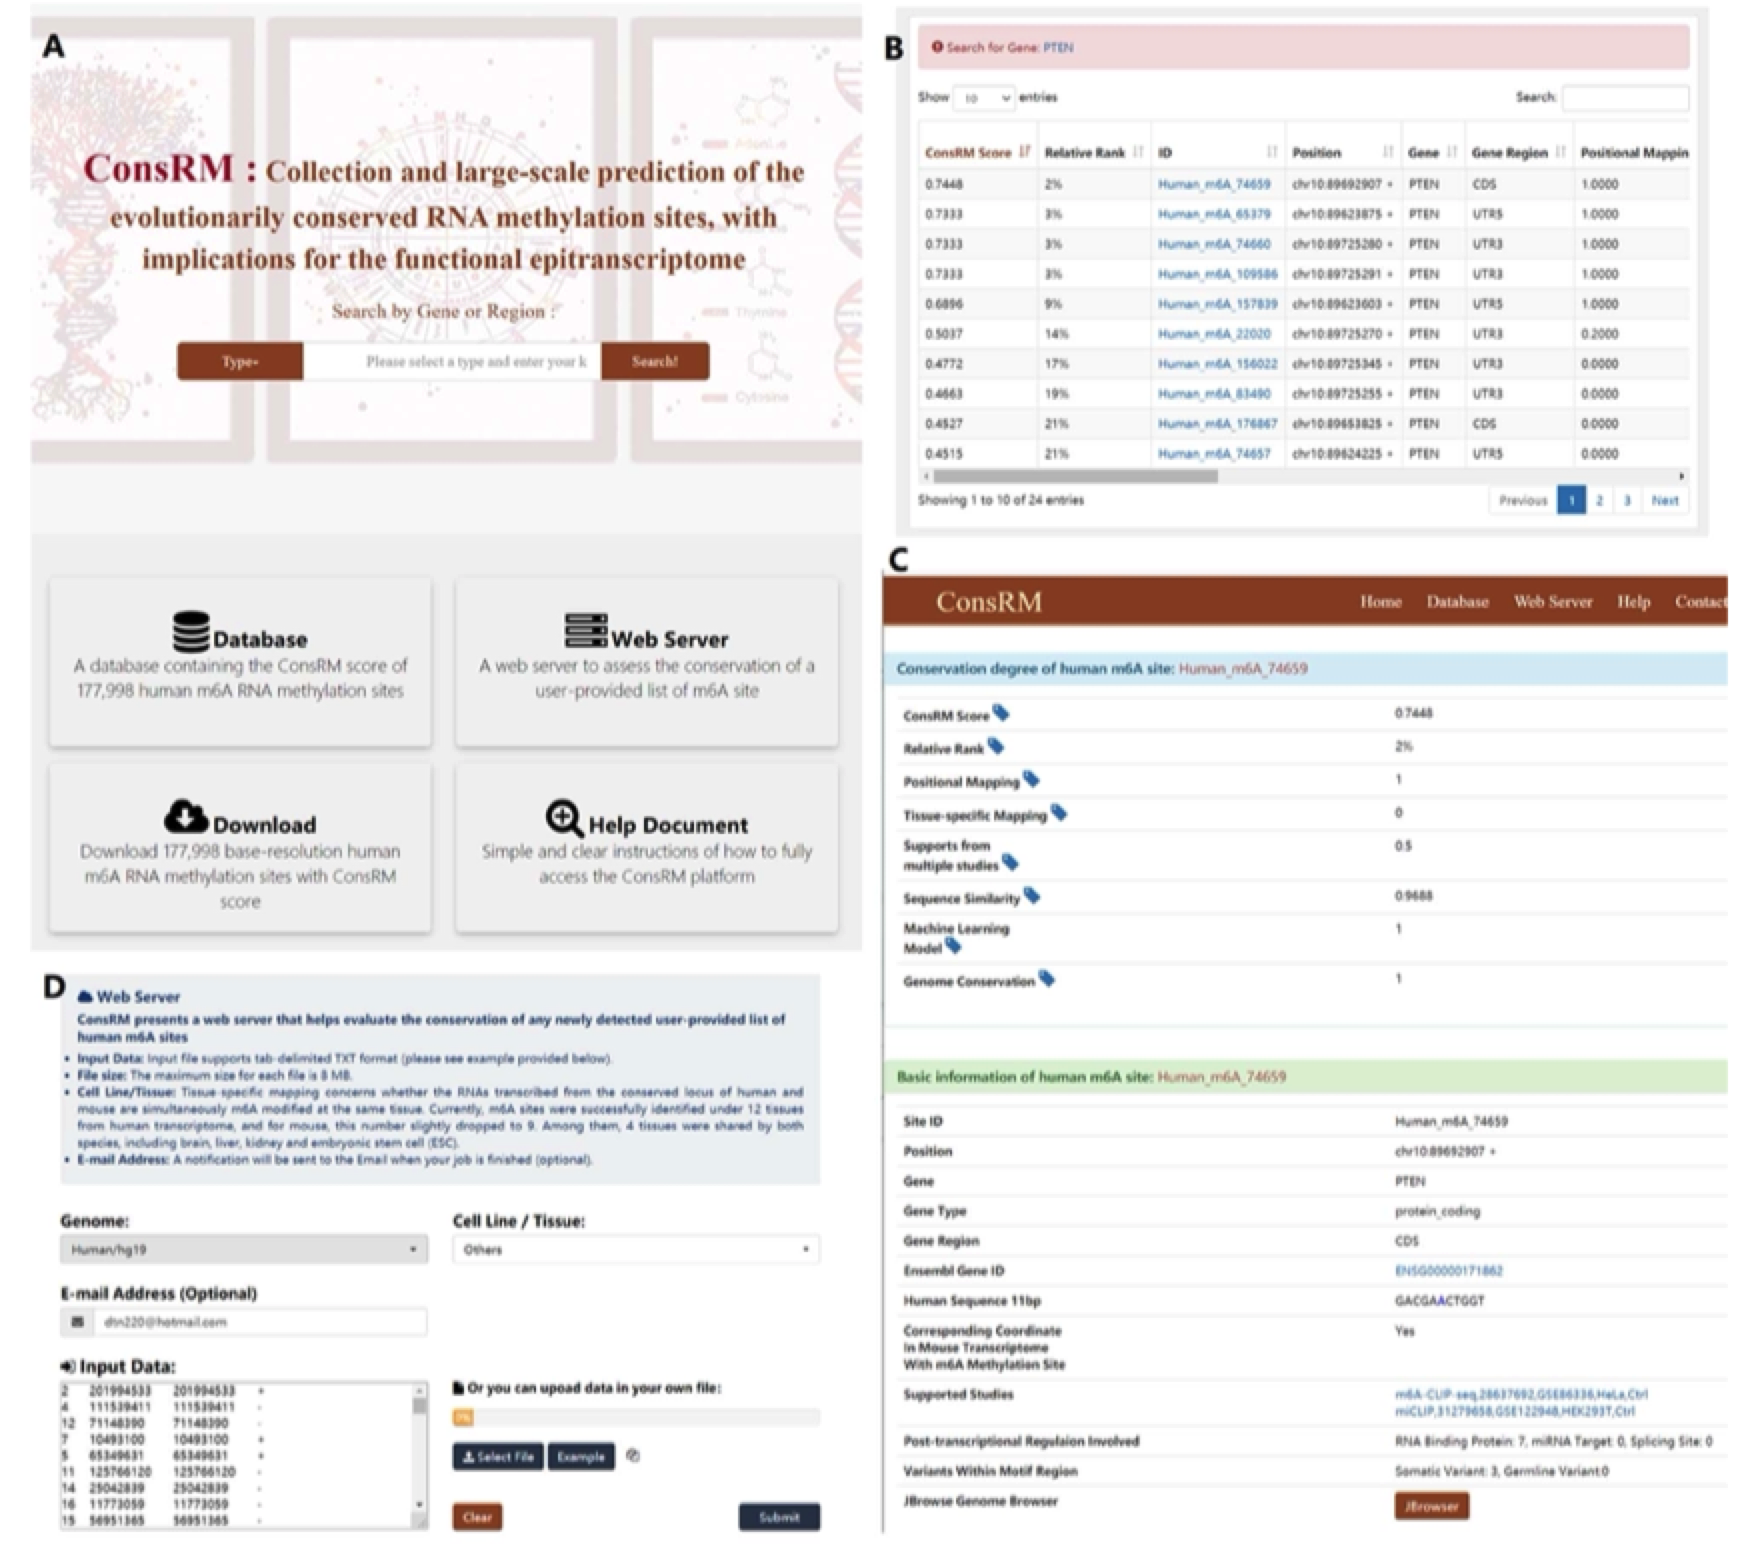 A
ConsRM : Collection and large-scale prediction of the
evolutionarily conserved RNA methylation sites, with
implications for the functional epitranscriptome
Search by Gene or Region :
Type
Please select a type and enter your k
Search!
Thymine
Cytosine
Database
A database containing the ConsRM score of
177,998 human m6A RNA methylation sites
Web Server
A web server to assess the conservation of a
user-provided list of m6A site
Download
Download 177,998 base-resolution human
m6A RNA methylation sites with ConsRM
score
Help Document
Simple and clear instructions of how to fully
access the ConsRM platform
B
Search for Gene: PTEN
Show 10 entries Search:
ConsRM Score Relative Rank ID Position Gene Gene Region Positional Mappin
0.7448 2% Human_m6A_74659 chr10:89692907 + PTEN CDS 1.0000
0.7333 3% Human_m6A_65379 chr10:89623875 + PTEN UTR5 1.0000
0.7333 3% Human_m6A_74660 chr10:89725280 + PTEN UTR3 1.0000
0.7333 3% Human_m6A_109586 chr10:89725291 + PTEN UTR3 1.0000
0.6896 9% Human_m6A_157839 chr10:89623603 + PTEN UTR5 1.0000
0.5037 14% Human_m6A_22020 chr10:89725270 + PTEN UTR3 0.2000
0.4772 17% Human_m6A_156022 chr10:89725345 + PTEN UTR3 0.0000
0.4663 19% Human_m6A_83490 chr10:89725255 + PTEN UTR3 0.0000
0.4527 21% Human_m6A_176867 chr10:89653825 + PTEN CDS 0.0000
0.4515 21% Human_m6A_74657 chr10:89624225 + PTEN UTR5 0.0000
Showing 1 to 10 of 24 entries
Previous 1 2 3 Next
C
ConsRM Home Database Web Server Help Contact
Conservation degree of human m6A site: Human_m6A_74659
ConsRM Score 0.7448
Relative Rank 2%
Positional Mapping 1
Tissue-specific Mapping 0
Supports from
multiple studies 0.5
Sequence Similarity 0.9688
Machine Learning
Model 1
Genome Conservation 1
Basic information of human m6A site: Human_m6A_74659
Site ID Human_m6A_74659
Position chr10:89692907 +
Gene PTEN
Gene Type protein_coding
Gene Region CDS
Ensembl Gene ID ENSG00000171862
Human Sequence 11bp GACGAACTGGT
Corresponding Coordinate
In Mouse Transcriptome
With m6A Methylation Site Yes
Supported Studies m6A-CLIP-seq,28637692,GSE86336,HeLa,Ctrl
miCLIP,31279658,GSE122948,HEK293T,Ctrl
Post-transcriptional Regulaion Involved RNA Binding Protein: 7, miRNA Target: 0, Splicing Site: 0
Variants Within Motif Region Somatic Variant: 3, Germline Variant:0
JBrowse Genome Browser JBrowser
D
Web Server
ConsRM presents a web server that helps evaluate the conservation of any newly detected user-provided list of
human m6A sites
• Input Data: Input file supports tab-delimited TXT format (please see example provided below).
• File size: The maximum size for each file is 8 MB.
• Cell Line/Tissue: Tissue-specific mapping concerns whether the RNAs transcribed from the conserved locus of human and
mouse are simultaneously m6A modified at the same tissue. Currently, m6A sites were successfully identified under 12 tissues
from human transcriptome, and for mouse, this number slightly dropped to 9. Among them, 4 tissues were shared by both
species, including brain, liver, kidney and embryonic stem cell (ESC).
• E-mail Address: A notification will be sent to the Email when your job is finished (optional).
Genome:
Human/hg19
Cell Line / Tissue:
Others
E-mail Address (Optional)
dtn220@hotmail.com
Input Data:
2 201994533 201994533 +
4 111539411 111539411 -
12 71148390 71148390 -
7 10493100 10493100 +
5 65349631 65349631 +
11 125766120 125766120 -
14 25042839 25042839 -
16 11773059 11773059 -
15 56951365 56951365 -
Or you can upoad data in your own file:
Select File
Example
Clear
Submit